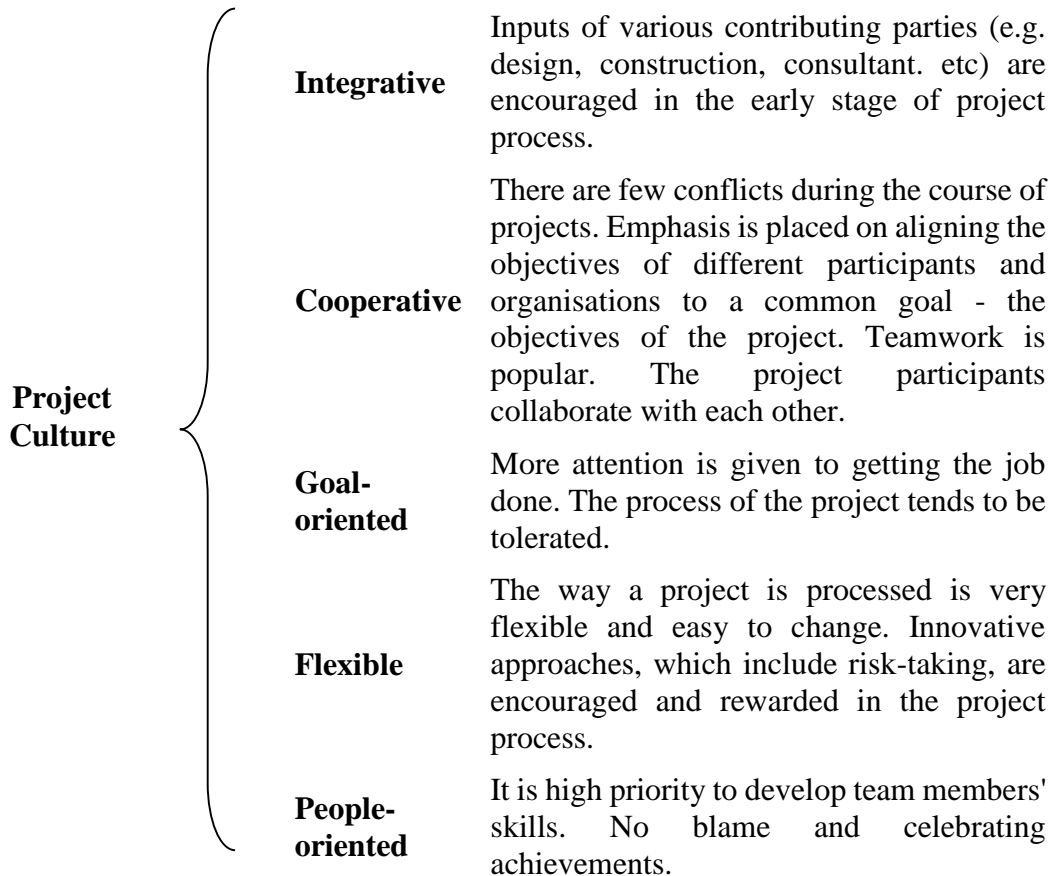 Project
Culture
Integrative
Inputs of various contributing parties (e.g.
design, construction, consultant. etc) are
encouraged in the early stage of project
process.
Cooperative
There are few conflicts during the course of
projects. Emphasis is placed on aligning the
objectives of different participants and
organisations to a common goal - the
objectives of the project. Teamwork is
popular. The project participants
collaborate with each other.
Goal-
oriented
More attention is given to getting the job
done. The process of the project tends to be
tolerated.
Flexible
The way a project is processed is very
flexible and easy to change. Innovative
approaches, which include risk-taking, are
encouraged and rewarded in the project
process.
People-
oriented
It is high priority to develop team members'
skills. No blame and celebrating
achievements.